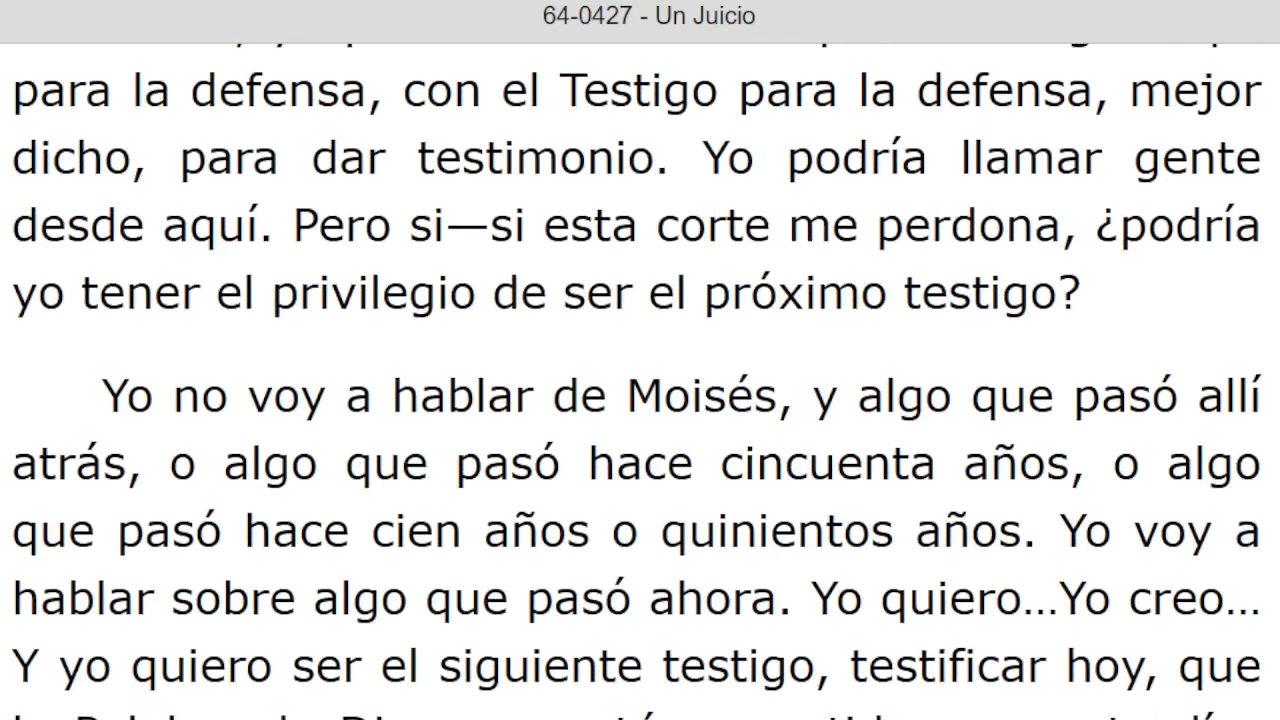 64-0427 - Un Juicio
para la defensa, con el Testigo para la defensa, mejor
dicho, para dar testimonio. Yo podría llamar gente
desde aquí. Pero si—si esta corte me perdona, ¿podría
yo tener el privilegio de ser el próximo testigo?
Yo no voy a hablar de Moisés, y algo que pasó allí
atrás, o algo que pasó hace cincuenta años, o algo
que pasó hace cien años o quinientos años. Yo voy a
hablar sobre algo que pasó ahora. Yo quiero...Yo creo...
Y yo quiero ser el siguiente testigo, testificar hoy, que